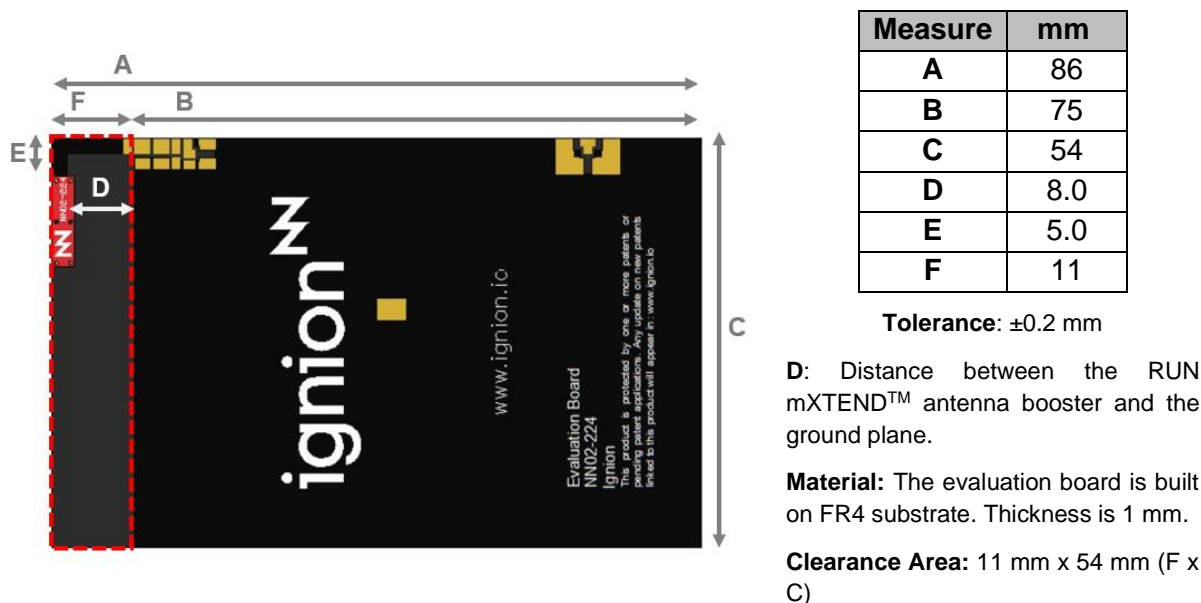 A
F
B
E
D
C
NN02-224
ignion
www.ignion.io
Evaluation Board
NN02-224
Ignion
This product is protected by one or more patents or
pending patent applications. Any update on new patents
linked to this product will appear in : www.ignion.io
Measure mm
A 86
B 75
C 54
D 8.0
E 5.0
F 11
Tolerance: ±0.2 mm
D: Distance between the RUN
mXTEND™ antenna booster and the
ground plane.
Material: The evaluation board is built
on FR4 substrate. Thickness is 1 mm.
Clearance Area: 11 mm x 54 mm (F x
C)